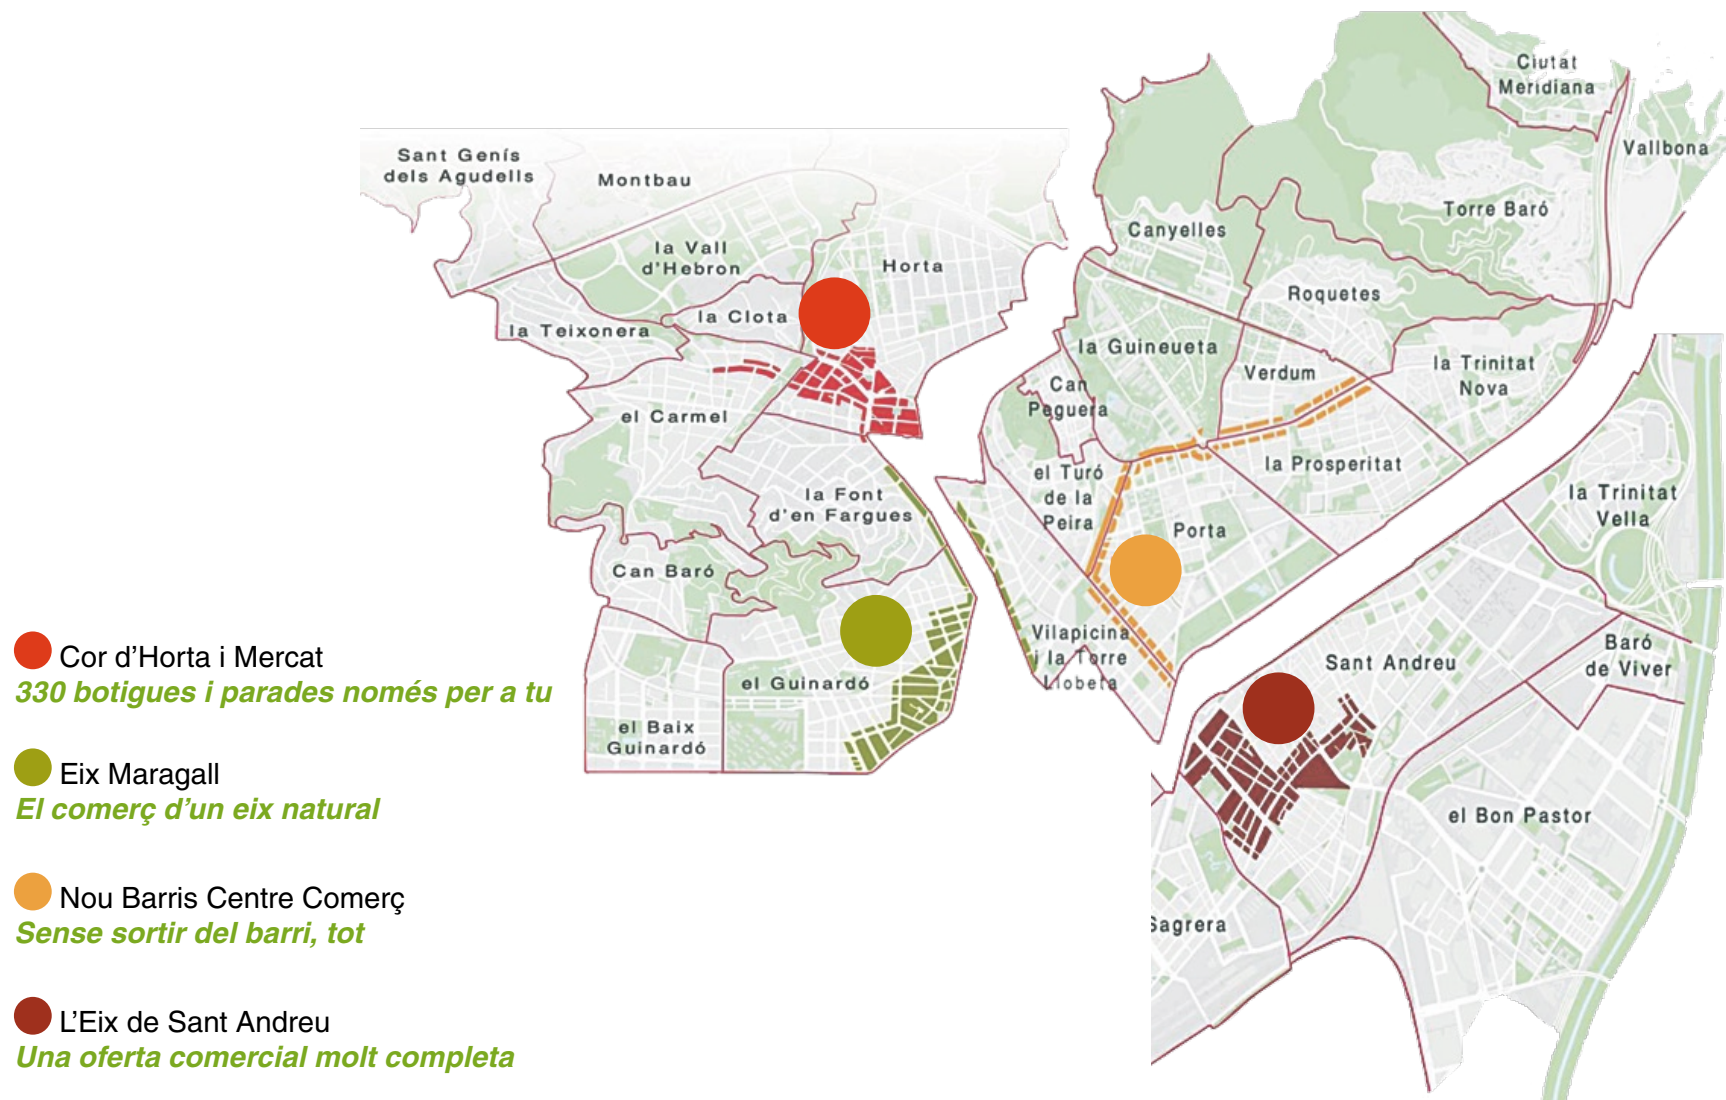 Ciutat
Meridiana
Vallbona
Sant Genís
dels Agudells
Montbau
Torre Baró
Canyelles
la Vall
d'Hebron
Horta
Roquetes
la Clota
la Teixonera
la Guineueta
Verdum
la Trinitat
Nova
Can
Peguera
el Carmel
la Prosperitat
el Turó
de la
Peira
la Font
d'en Fargues
la Trinitat
Vella
Porta
Can Baró
Vilapicina
i la Torre
Llobeta
Baró
de Viver
Sant Andreu
el Guinardó
el Baix
Guinardó
el Bon Pastor
Sagrera
Cor d'Horta i Mercat
330 botigues i parades només per a tu
Eix Maragall
El comerç d'un eix natural
Nou Barris Centre Comerç
Sense sortir del barri, tot
L'Eix de Sant Andreu
Una oferta comercial molt completa